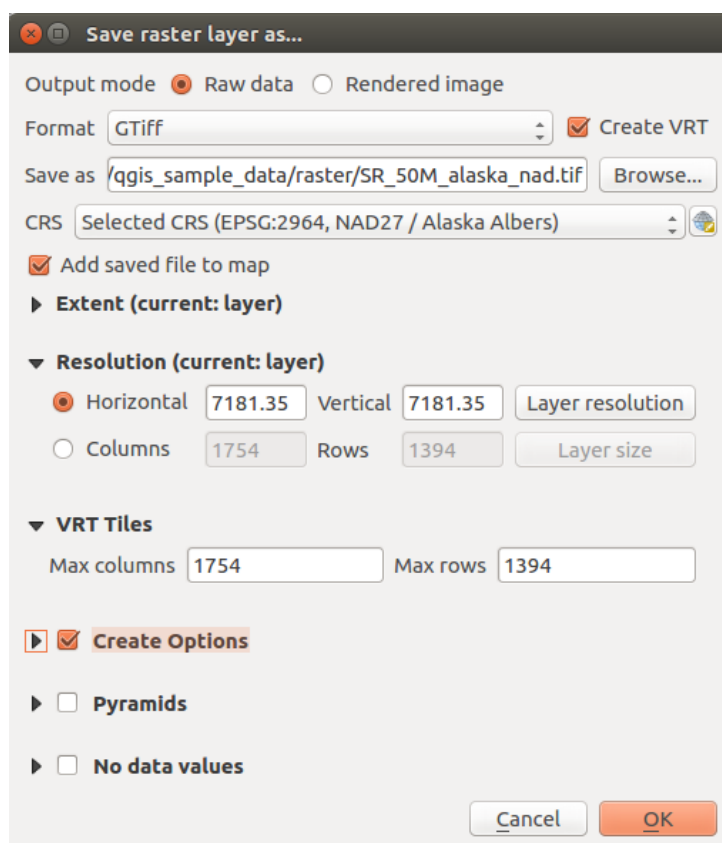 Save raster layer as...
Output mode Raw data Rendered image
Format GTiff Create VRT
Save as /qgis_sample_data/raster/SR_50M_alaska_nad.tif Browse...
CRS Selected CRS (EPSG:2964, NAD27 / Alaska Albers)
Add saved file to map
Extent (current: layer)
Resolution (current: layer)
Horizontal 7181.35 Vertical 7181.35 Layer resolution
Columns 1754 Rows 1394 Layer size
VRT Tiles
Max columns 1754 Max rows 1394
Create Options
Pyramids
No data values
Cancel OK